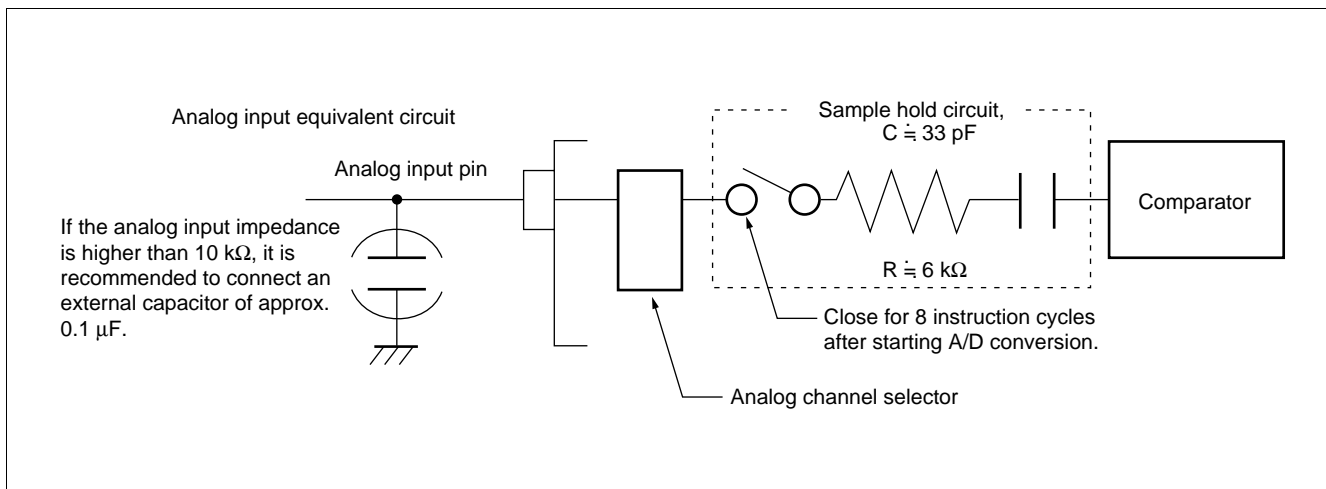 Analog input equivalent circuit
Analog input pin
If the analog input impedance
is higher than 10 kΩ, it is
recommended to connect an
external capacitor of approx.
0.1 μF.
Sample hold circuit,
C ≒ 33 pF
R ≒ 6 kΩ
Comparator
Close for 8 instruction cycles
after starting A/D conversion.
Analog channel selector